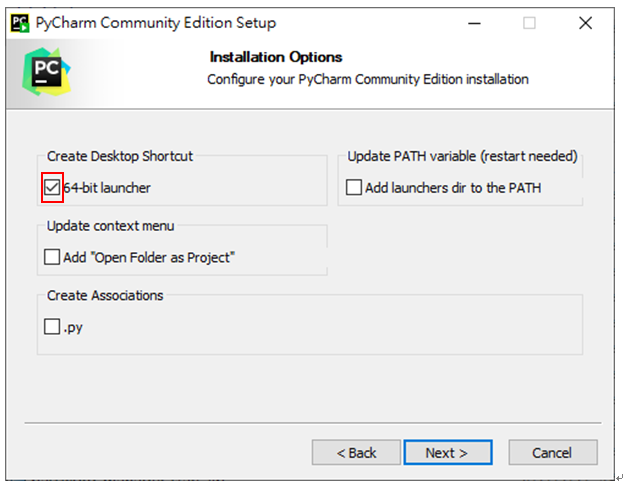 PyCharm Community Edition Setup
Installation Options
Configure your PyCharm Community Edition installation
Create Desktop Shortcut
64-bit launcher
Update PATH variable (restart needed)
Add launchers dir to the PATH
Update context menu
Add "Open Folder as Project"
Create Associations
.py
< Back
Next >
Cancel